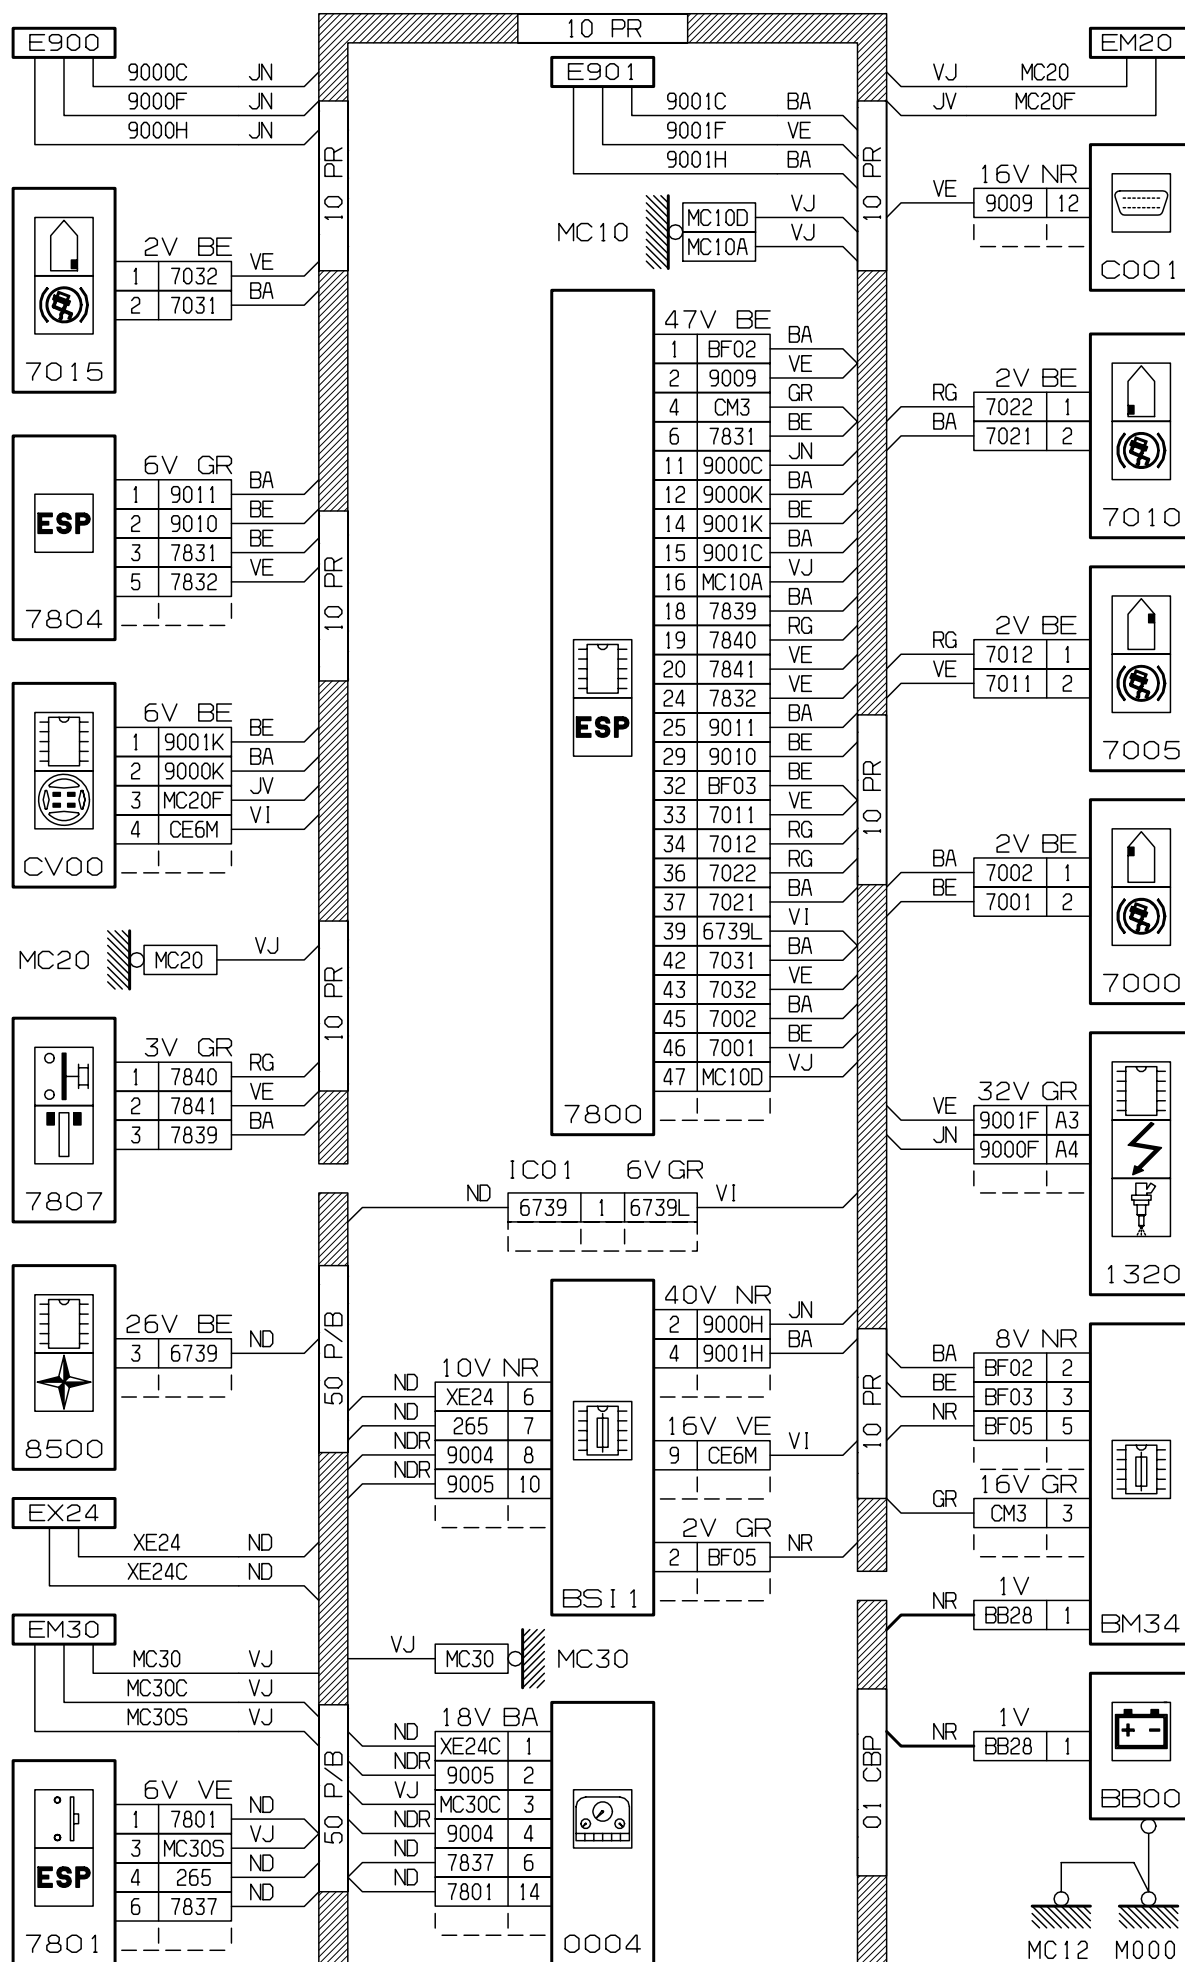 10 PR
E900
9000C JN
9000F JN
9000H JN
10 PR
2V BE
1 7032 VE
2 7031 BA
7015
6V GR
1 9011 BA
2 9010 BE
3 7831 BE
5 7832 VE
ESP
7804
10 PR
6V BE
1 9001K BE
2 9000K BA
3 MC20F JV
4 CE6M VI
CV00
MC20 MC20 VJ
10 PR
3V GR
1 7840 RG
2 7841 VE
3 7839 BA
7807
26V BE
3 6739 ND
8500
50 P/B
EX24
XE24 ND
XE24C ND
EM30
MC30 VJ
MC30C VJ
MC30S VJ
6V VE
1 7801 ND
3 MC30S VJ
4 265 ND
6 7837 ND
ESP
7801
50 P/B
E901
9001C BA
9001F VE
9001H BA
10 PR
MC10
MC10D VJ
MC10A VJ
47V BE
1 BF02 BA
2 9009 VE
4 CM3 GR
6 7831 BE
11 9000C JN
12 9000K BA
14 9001K BE
15 9001C BA
16 MC10A VJ
18 7839 BA
19 7840 RG
20 7841 VE
24 7832 VE
25 9011 BA
29 9010 BE
32 BF03 BE
33 7011 VE
34 7012 RG
36 7022 RG
37 7021 BA
39 6739L VI
42 7031 BA
43 7032 VE
45 7002 BA
46 7001 BE
47 MC10D VJ
ESP
7800
10 PR
IC01 6V GR
ND 6739 1 6739L VI
40V NR
2 9000H JN
4 9001H BA
10V NR
ND XE24 6
ND 265 7
NDR 9004 8
NDR 9005 10
16V VE
9 CE6M VI
2V GR
2 BF05 NR
BSI1
10 PR
VJ MC30 MC30
18V BA
ND XE24C 1
NDR 9005 2
VJ MC30C 3
NDR 9004 4
ND 7837 6
ND 7801 14
0004
EM20
VJ MC20
JV MC20F
16V NR
VE 9009 12
C001
2V BE
RG 7022 1
BA 7021 2
7010
2V BE
RG 7012 1
VE 7011 2
7005
2V BE
BA 7002 1
BE 7001 2
7000
32V GR
VE 9001F A3
JN 9000F A4
1320
8V NR
BA BF02 2
BE BF03 3
NR BF05 5
16V GR
GR CM3 3
1V
NR BB28 1
BM34
01 CBP
1V
NR BB28 1
BB00
MC12 M000